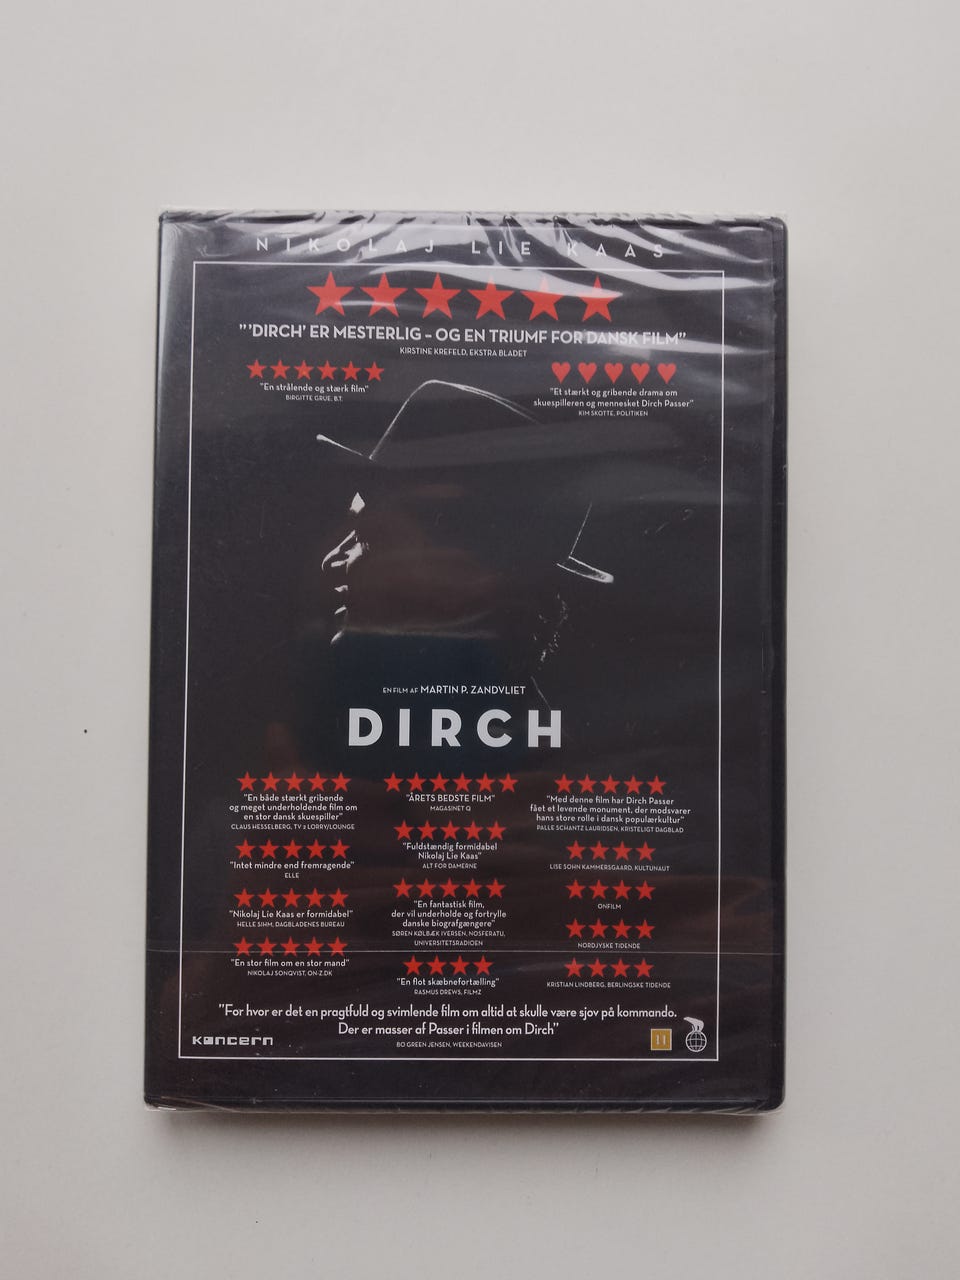 NIKOLAJ LIE KAAS
"'DIRCH' ER MESTERLIG – OG EN TRIUMF FOR DANSK FILM"
KIRSTINE KREFELD, EKSTRA BLADET
"En strålende og stærk film"
BIRGITTE GRUE, B.T.
"Et stærkt og gribende drama om
skuespilleren og mennesket Dirch Passer"
KIM SKOTTE, POLITIKEN
EN FILM AF MARTIN P. ZANDVLIET
DIRCH
"En både stærkt gribende
og meget underholdende film om
en stor dansk skuespiller"
CLAUS HESSELBERG, TV 2 LORRY/LOUNGE
"Intet mindre end fremragende"
ELLE
"Nikolaj Lie Kaas er formidabel"
HELLE SIHM, DAGBLADENES BUREAU
"En stor film om en stor mand"
NIKOLAJ SONQVIST, ON-Z.DK
"ÅRETS BEDSTE FILM"
MAGASINET Q
"Fuldstændig formidabel
Nikolaj Lie Kaas"
ALT FOR DAMERNE
"En fantastisk film,
der vil underholde og fortrylle
danske biografgængere"
SØREN KØLBÆK IVERSEN, NOSFERATU,
UNIVERSITETSRADIOEN
"En flot skæbnefortælling"
RASMUS DREWS, FILMZ
"Med denne film har Dirch Passer
fået et levende monument, der modsvarer
hans store rolle i dansk populærkultur"
PALLE SCHANTZ LAURIDSEN, KRISTELIGT DAGBLAD
LISE SOHN KAMMERSGAARD, KULTUNAUT
ONFILM
NORDJYSKE TIDENDE
KRISTIAN LINDBERG, BERLINGSKE TIDENDE
"For hvor er det en pragtfuld og svimlende film om altid at skulle være sjov på kommando.
Der er masser af Passer i filmen om Dirch"
BO GREEN JENSEN, WEEKENDAVISEN
koncern
11